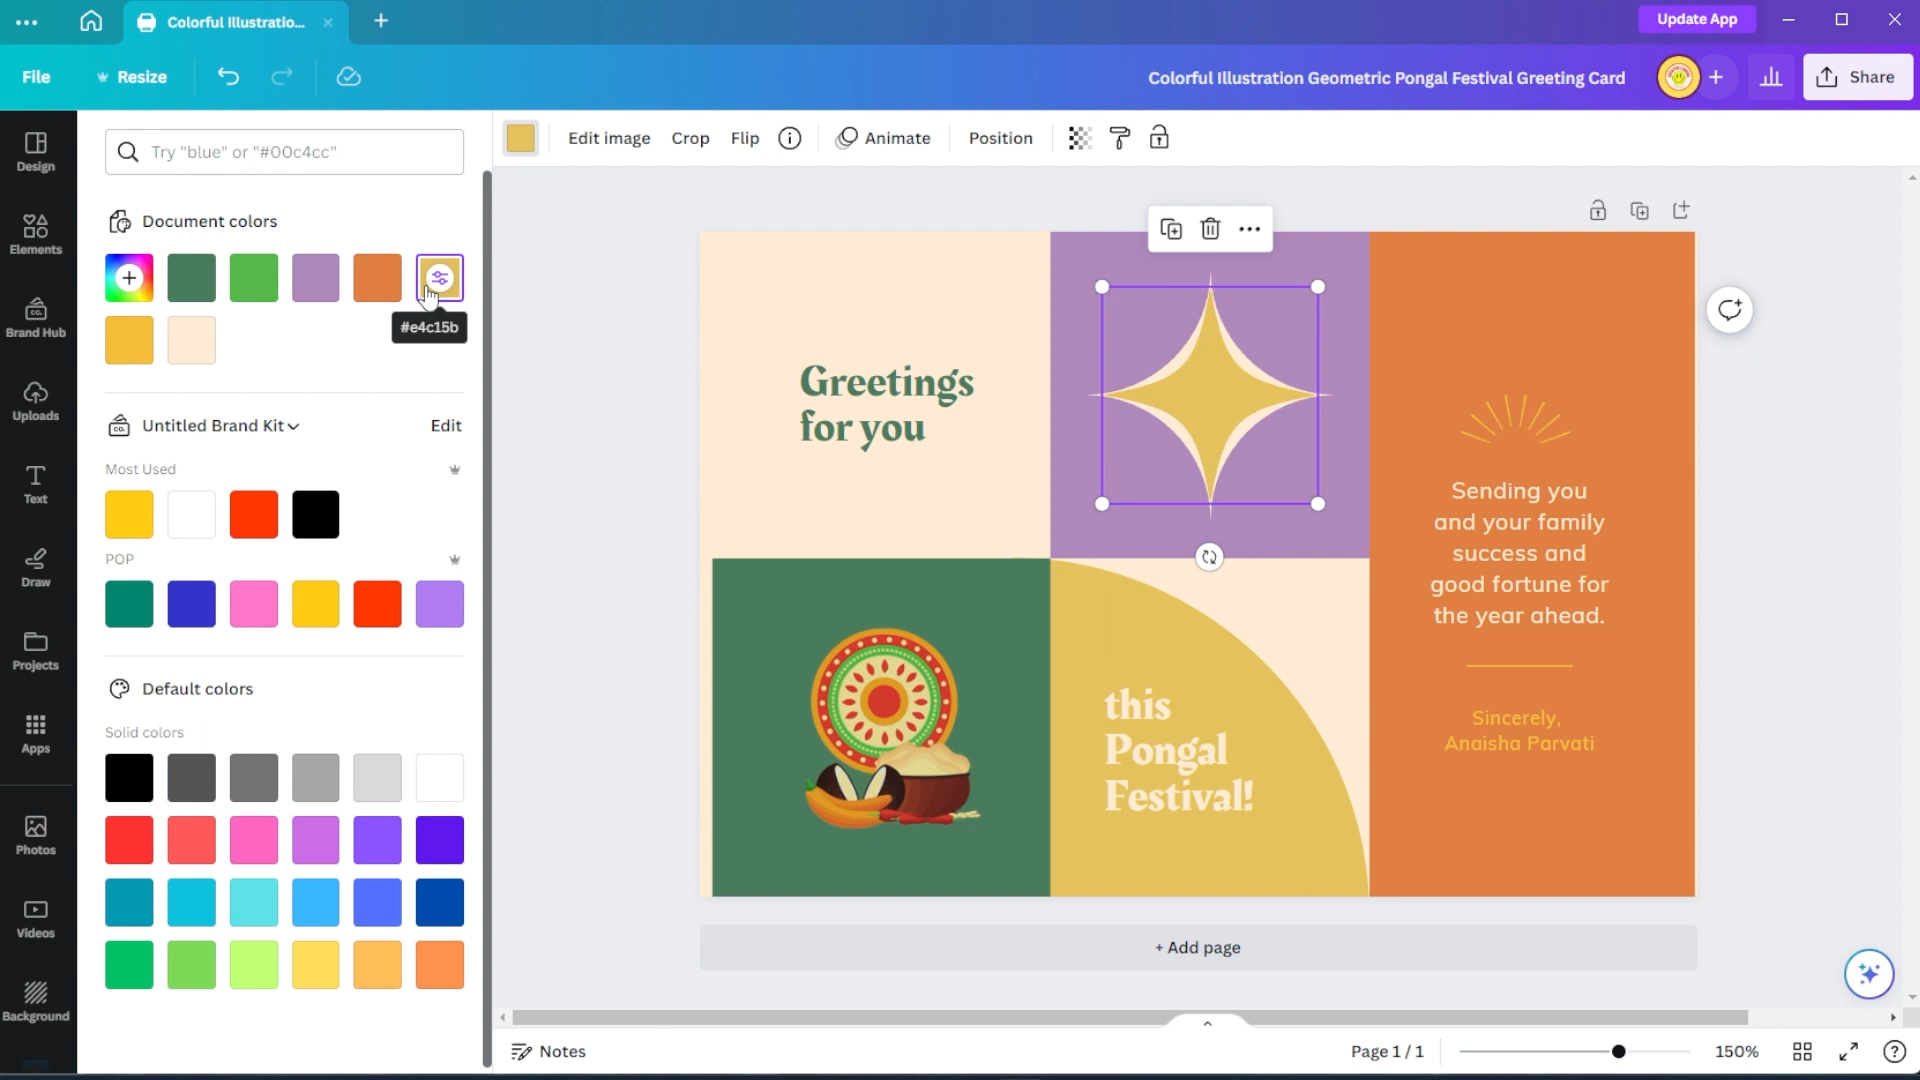 Colorful Illustratio...
Update App
File
Resize
Colorful Illustration Geometric Pongal Festival Greeting Card
Share
Design
Elements
Brand Hub
Uploads
Text
Draw
Projects
Apps
Photos
Videos
Background
Try "blue" or "#00c4cc"
Document colors
#e4c15b
Untitled Brand Kit
Edit
Most Used
POP
Default colors
Solid colors
Edit image
Crop
Flip
Animate
Position
Greetings
for you
this
Pongal
Festival!
Sending you
and your family
success and
good fortune for
the year ahead.
Sincerely,
Anaisha Parvati
+ Add page
Notes
Page 1 / 1
150%